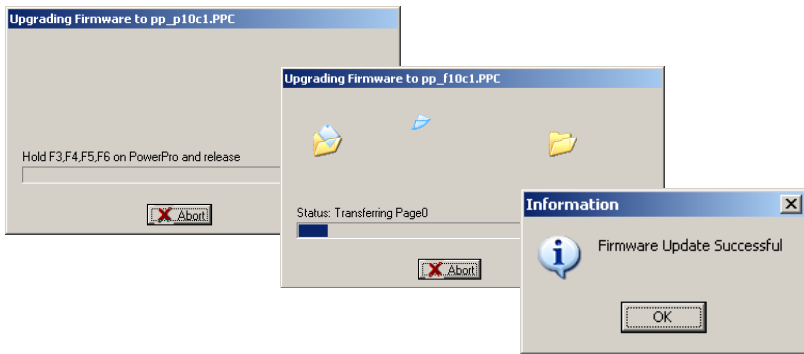 Upgrading Firmware to pp_p10c1.PPC
Hold F3,F4,F5,F6 on PowerPro and release
Abort
Upgrading Firmware to pp_f10c1.PPC
Status: Transferring Page0
Abort
Information
Firmware Update Successful
OK